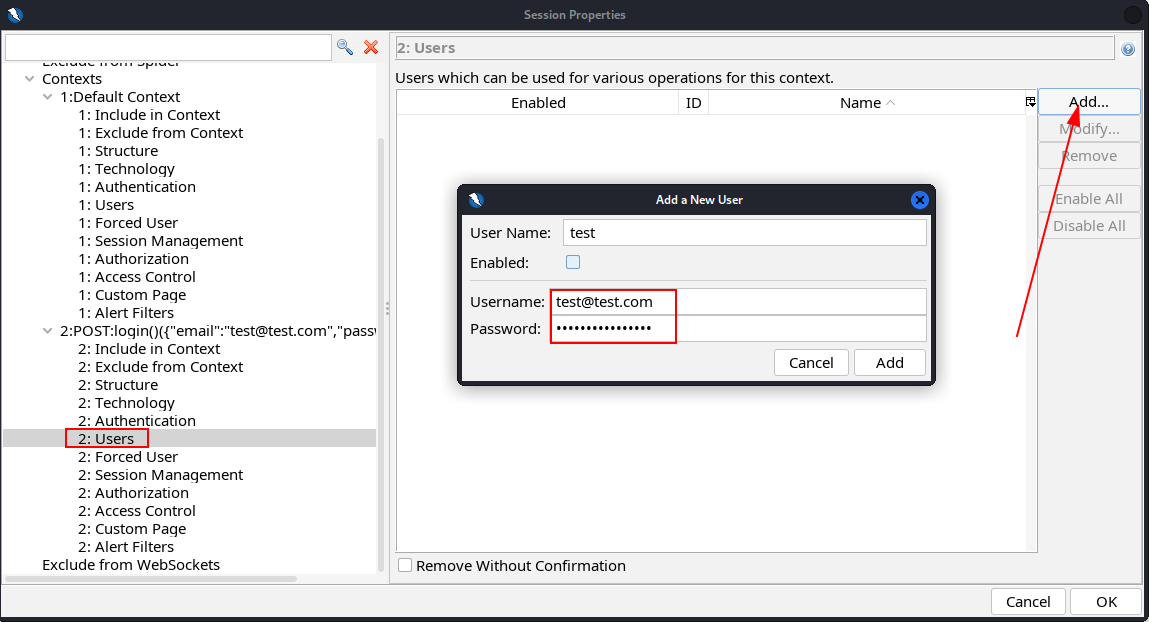 Session Properties
Exclude from Spider
Contexts
1:Default Context
1: Include in Context
1: Exclude from Context
1: Structure
1: Technology
1: Authentication
1: Users
1: Forced User
1: Session Management
1: Authorization
1: Access Control
1: Custom Page
1: Alert Filters
2:POST:login()({"email":"test@test.com","passw
2: Include in Context
2: Exclude from Context
2: Structure
2: Technology
2: Authentication
2: Users
2: Forced User
2: Session Management
2: Authorization
2: Access Control
2: Custom Page
2: Alert Filters
Exclude from WebSockets
2: Users
Users which can be used for various operations for this context.
Enabled ID Name
Add...
Modify...
Remove
Enable All
Disable All
Add a New User
User Name: test
Enabled:
Username: test@test.com
Password: ••••••••••••••••
Cancel Add
Remove Without Confirmation
Cancel OK